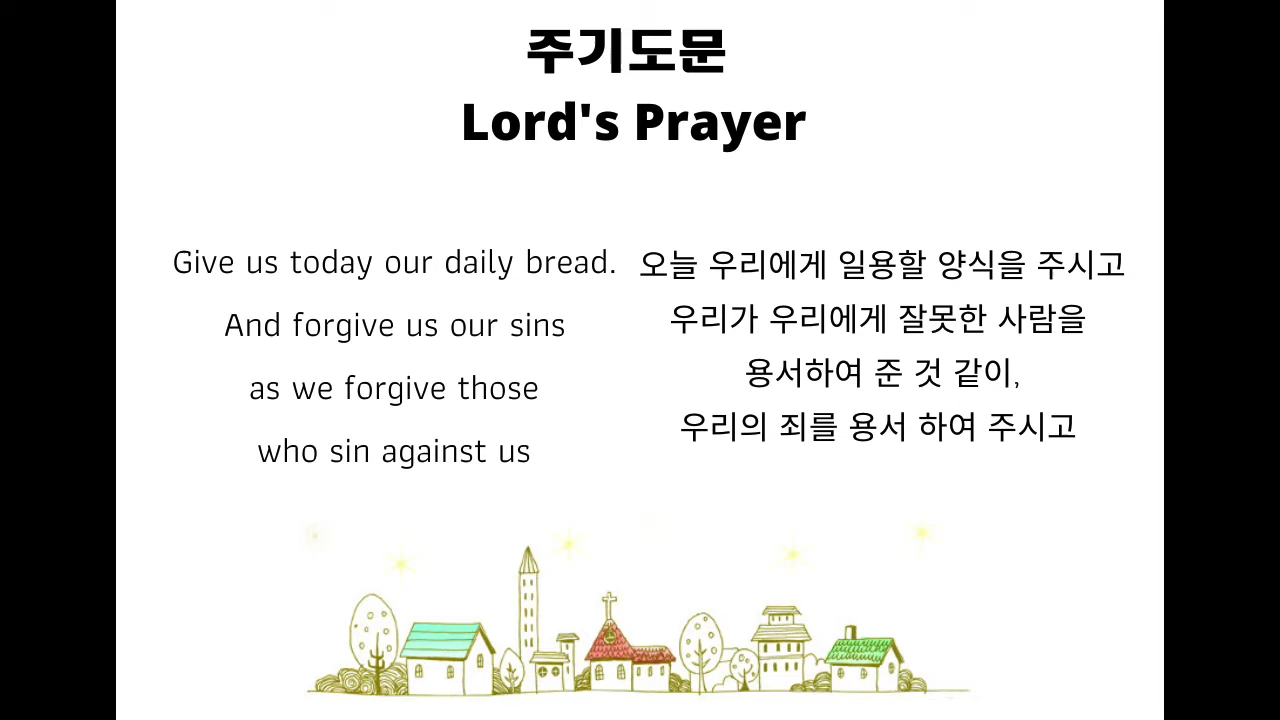 주기도문
Lord's Prayer
Give us today our daily bread.
And forgive us our sins
as we forgive those
who sin against us
오늘 우리에게 일용할 양식을 주시고
우리가 우리에게 잘못한 사람을
용서하여 준 것 같이,
우리의 죄를 용서 하여 주시고